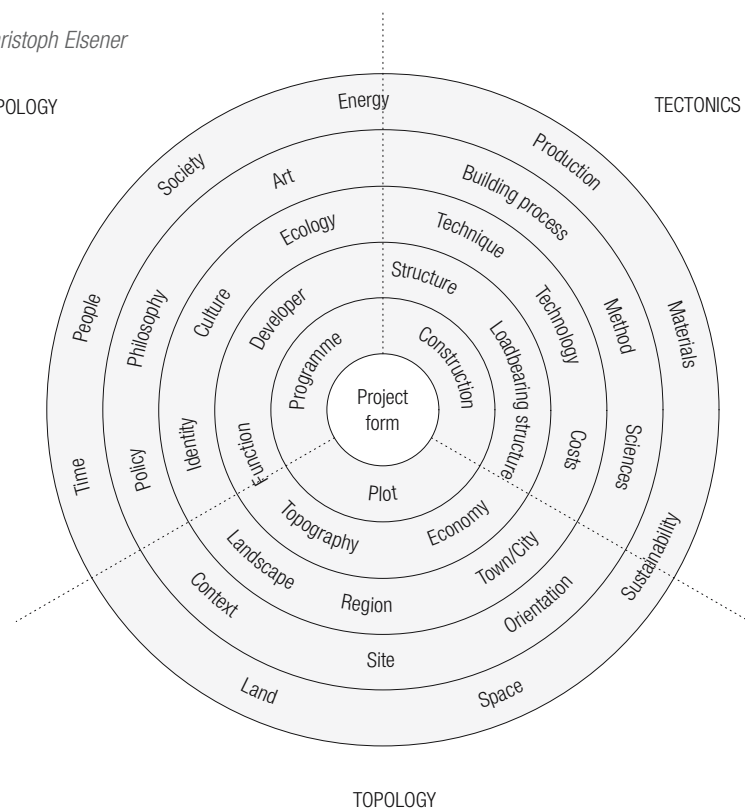 ristoph Elsener
POLOGY
TECTONICS
Energy
Production
Society
Art
Building process
Ecology
Technique
Structure
Developer
Culture
Philosophy
People
Programme
Construction
Loadbearing structure
Technology
Method
Materials
Project
form
Time
Policy
Identity
Function
Plot
Costs
Sciences
Sustainability
Topography
Economy
Landscape
Town/City
Context
Region
Orientation
Site
Land
Space
TOPOLOGY